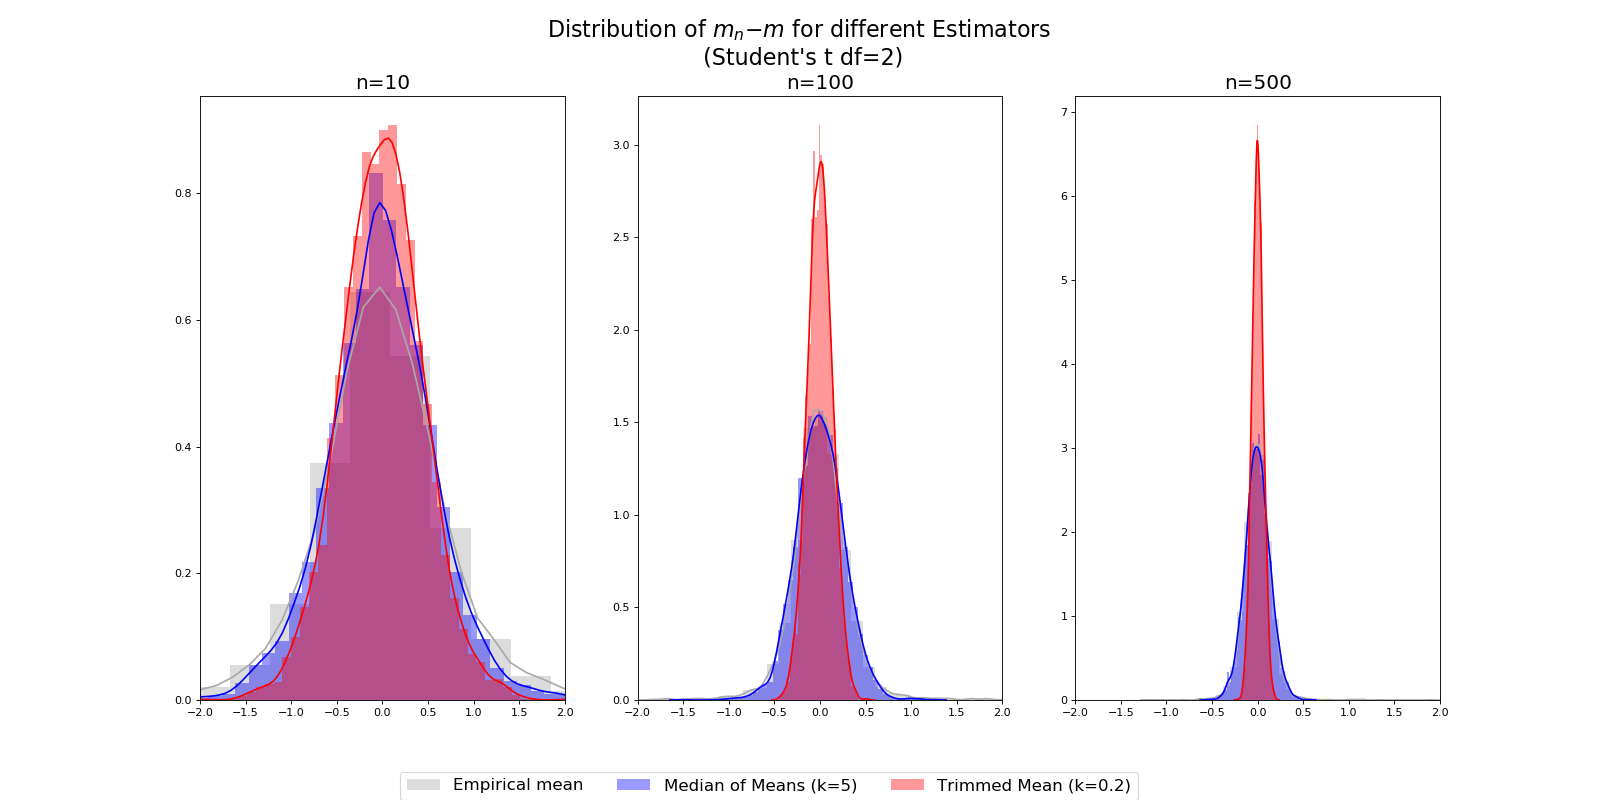 Distribution of mₙ−m for different Estimators
(Student's t df=2)
n=10
0.8
0.6
0.4
0.2
0.0
−2.0 −1.5 −1.0 −0.5 0.0 0.5 1.0 1.5 2.0
n=100
3.0
2.5
2.0
1.5
1.0
0.5
0.0
−2.0 −1.5 −1.0 −0.5 0.0 0.5 1.0 1.5 2.0
n=500
7
6
5
4
3
2
1
0
−2.0 −1.5 −1.0 −0.5 0.0 0.5 1.0 1.5 2.0
Empirical mean Median of Means (k=5) Trimmed Mean (k=0.2)